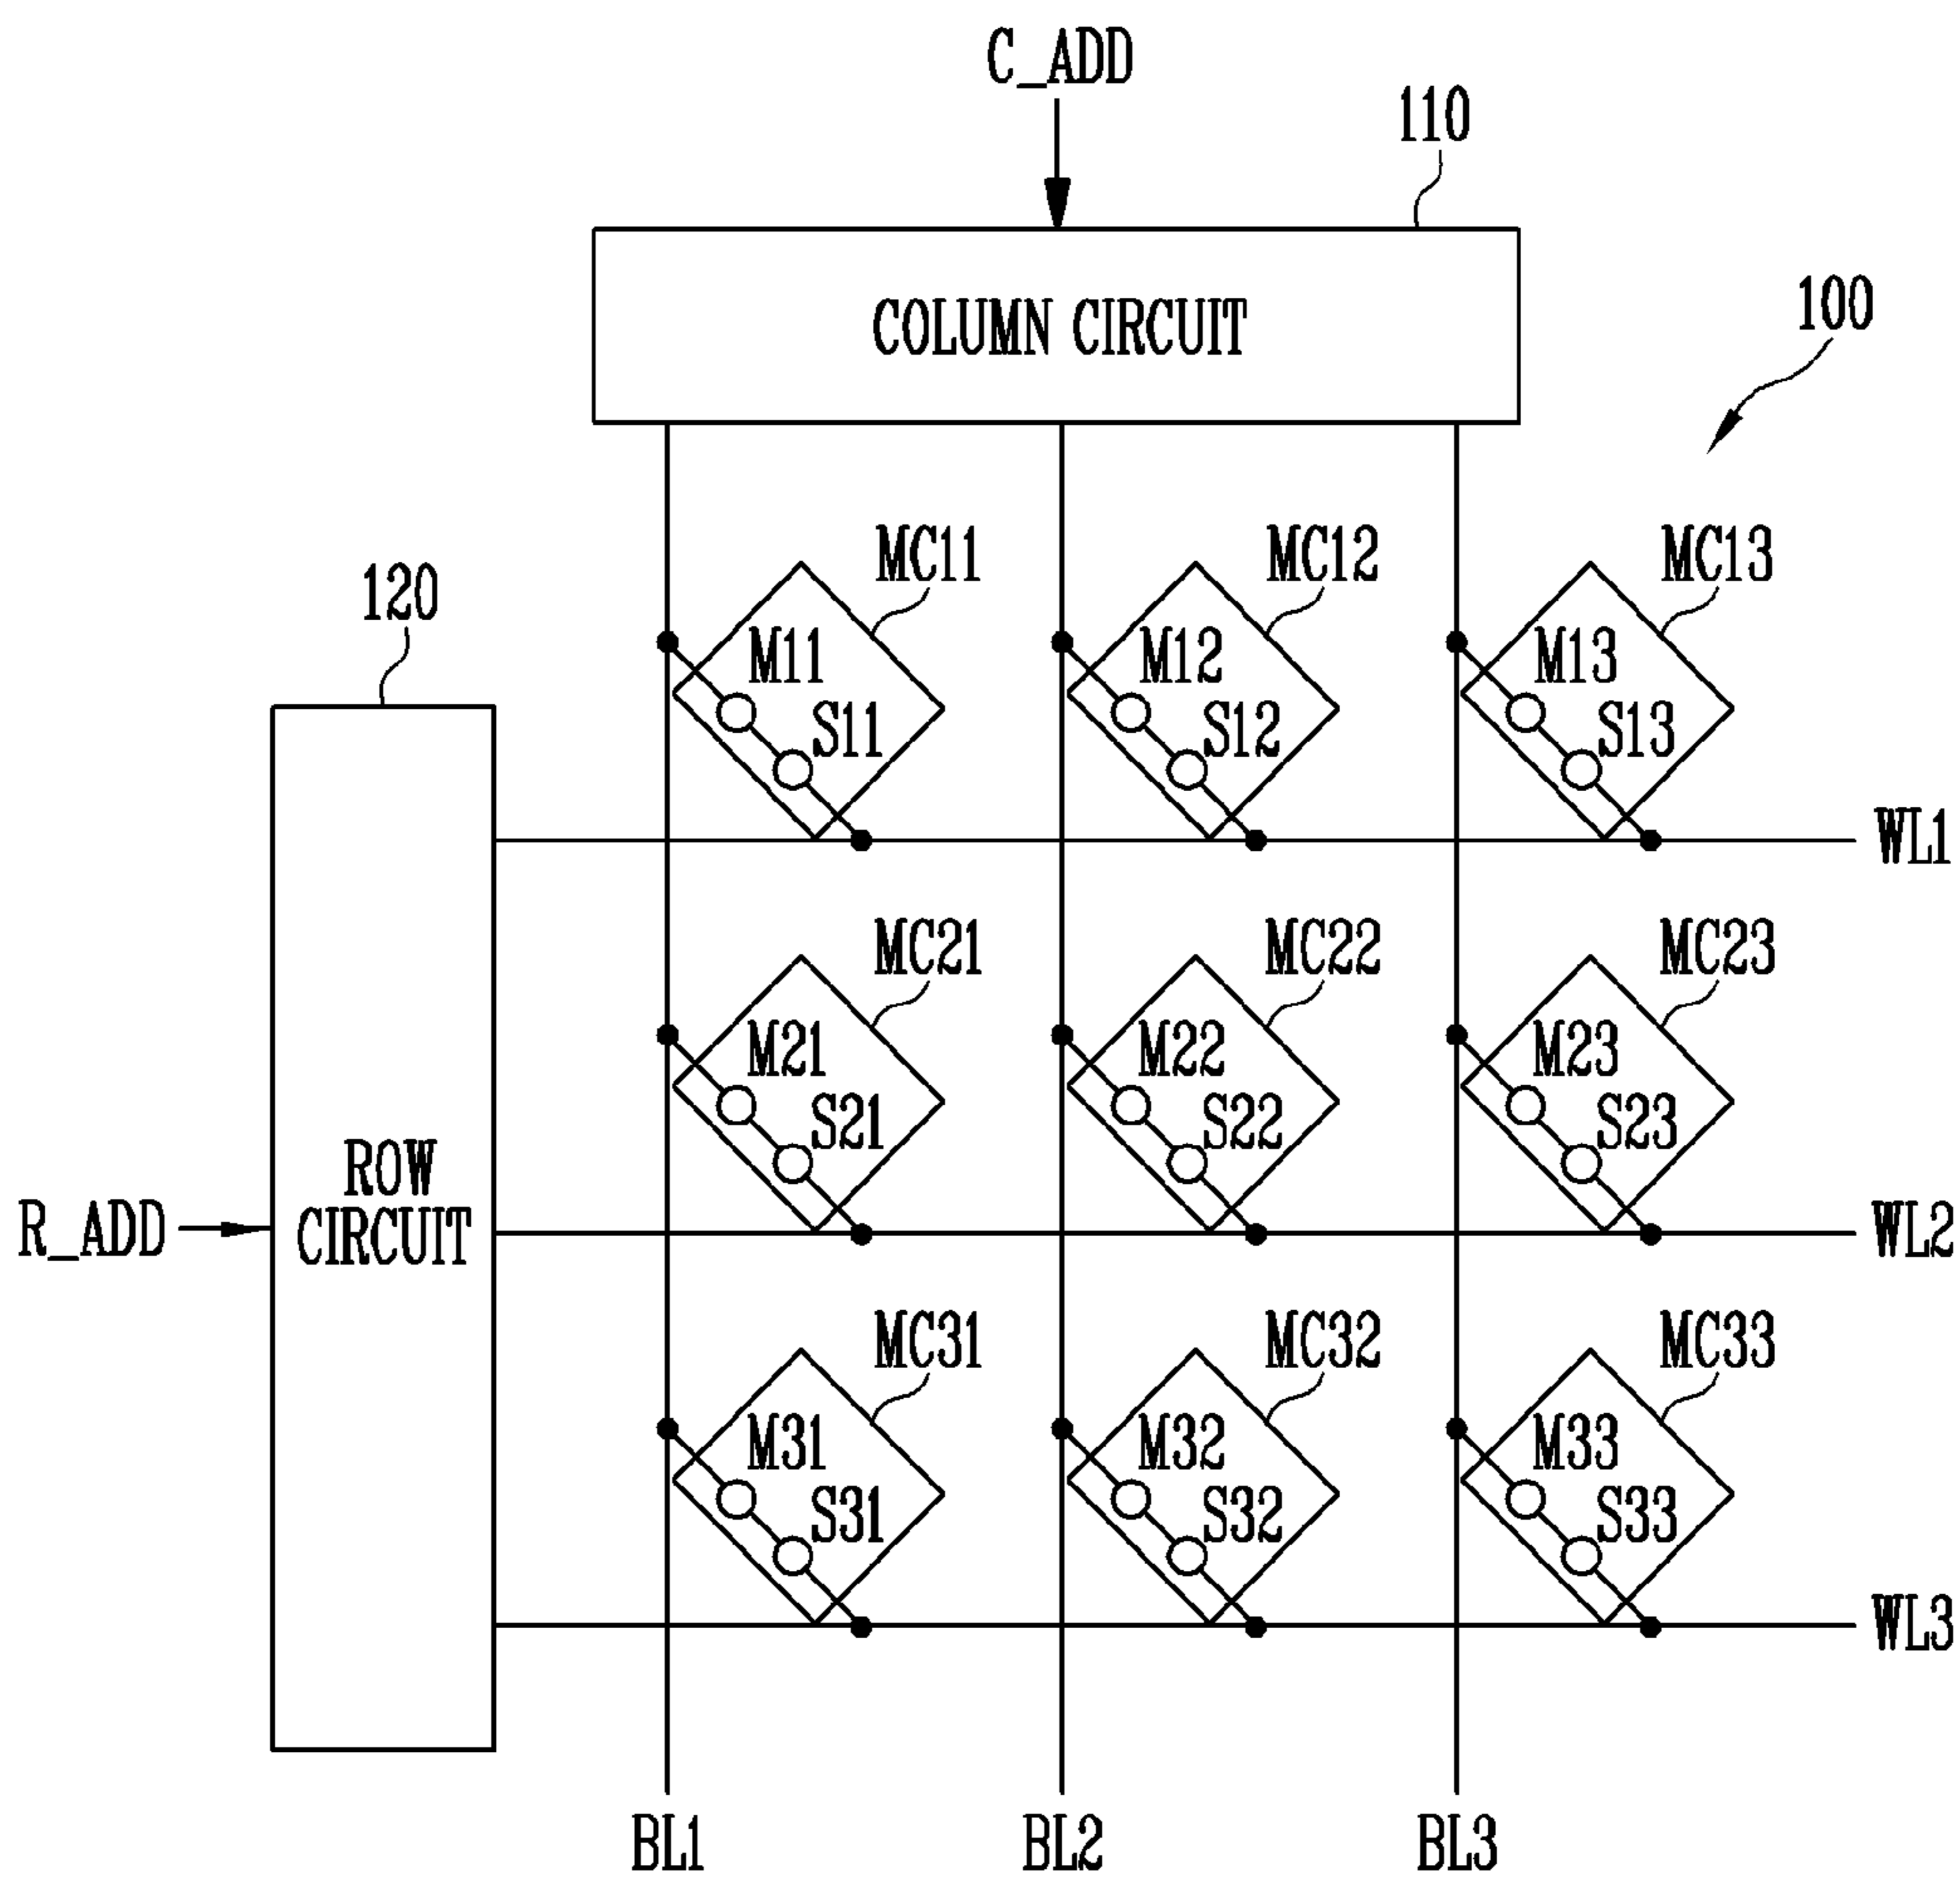 C_ADD
110
COLUMN CIRCUIT
100
MC11 MC12 MC13
120
M11 M12 M13
S11 S12 S13
WL1
MC21 MC22 MC23
M21 M22 M23
S21 S22 S23
ROW
CIRCUIT
R_ADD
WL2
MC31 MC32 MC33
M31 M32 M33
S31 S32 S33
WL3
BL1 BL2 BL3